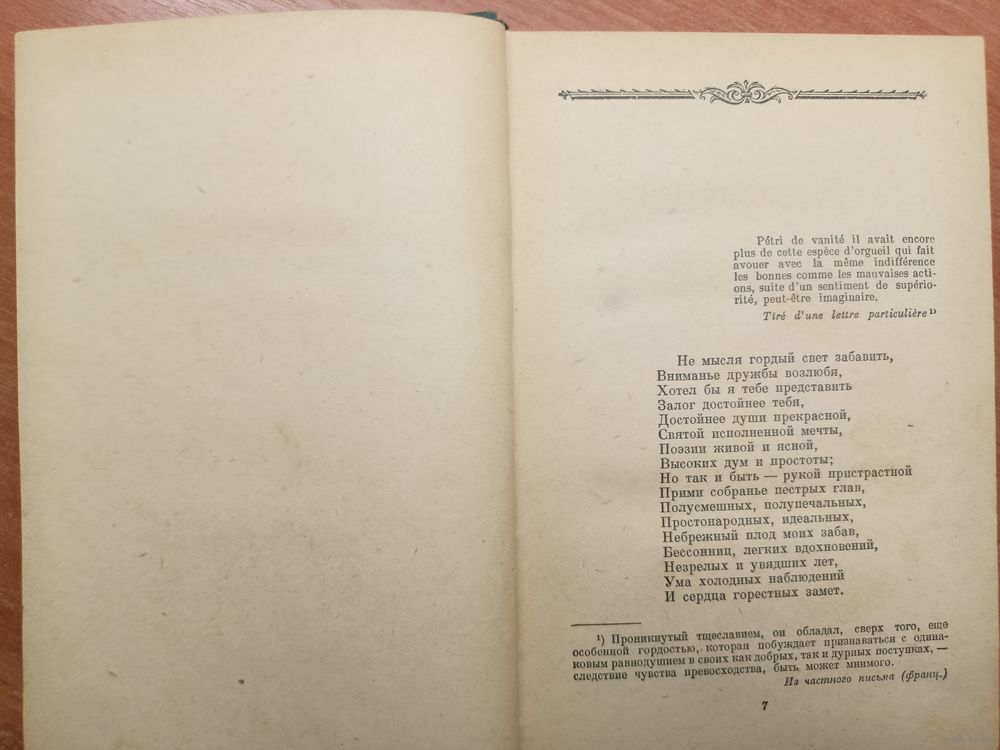 Pétri de vanité il avait encore
plus de cette espèce d'orgueil qui fait
avouer avec la même indifférence
les bonnes comme les mauvaises acti-
ons, suite d'un sentiment de supério-
rité, peut-être imaginaire.
Tiré d'une lettre particulière ¹)
Не мысля гордый свет забавить,
Вниманье дружбы возлюбя,
Хотел бы я тебе представить
Залог достойнее тебя,
Достойнее души прекрасной,
Святой исполненной мечты,
Поэзии живой и ясной,
Высоких дум и простоты;
Но так и быть — рукой пристрастной
Прими собранье пестрых глав,
Полусмешных, полупечальных,
Простонародных, идеальных,
Небрежный плод моих забав,
Бессонниц, легких вдохновений,
Незрелых и увядших лет,
Ума холодных наблюдений
И сердца горестных замет.
¹) Проникнутый тщеславием, он обладал, сверх того, еще
особенной гордостью, которая побуждает признаваться с одина-
ковым равнодушием в своих как добрых, так и дурных поступках, —
следствие чувства превосходства, быть может мнимого.
Из частного письма (франц.)
7